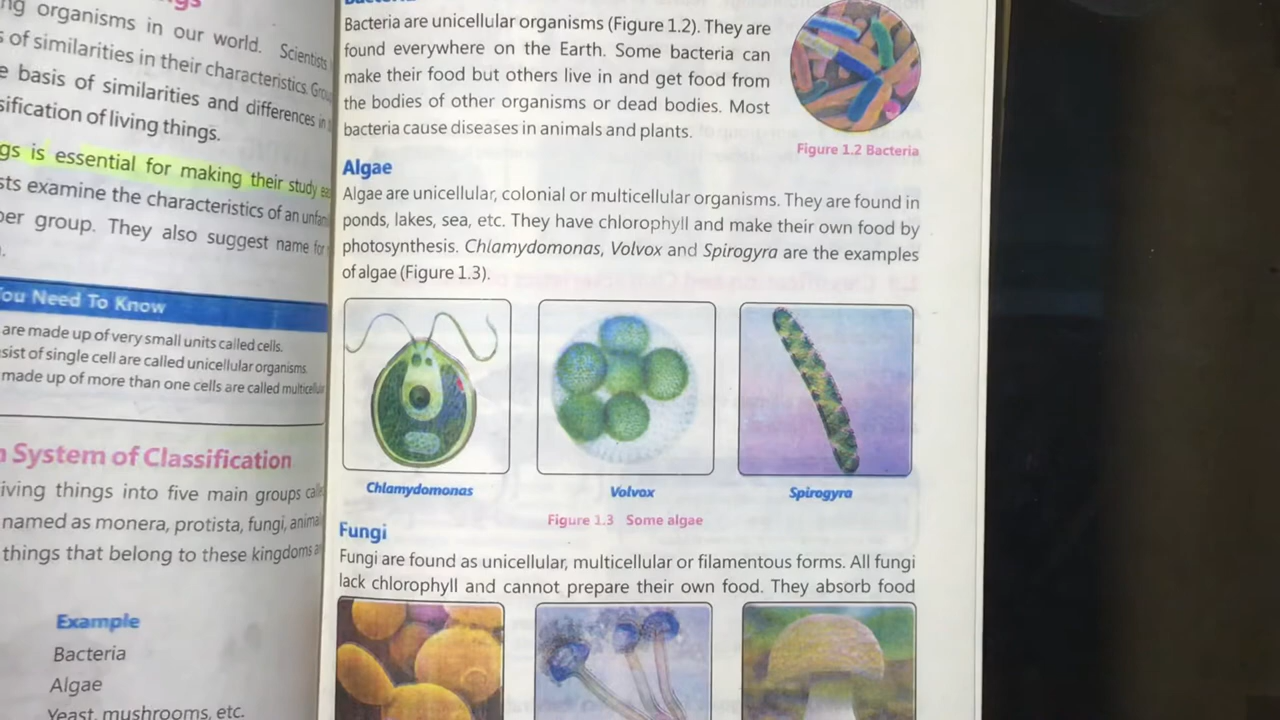 ng organisms in our world. Scientists
of similarities in their characteristics.
basis of similarities and differences in
sification of living things.
gs is essential for making their study
sts examine the characteristics of an
per group. They also suggest name for
You Need To Know
are made up of very small units called cells.
sist of single cell are called unicellular organisms.
made up of more than one cells are called
System of Classification
iving things into five main groups
named as monera, protista, fungi,
things that belong to these kingdoms
Example
Bacteria
Algae
Yeast, mushrooms, etc.
Bacteria are unicellular organisms (Figure 1.2). They are
found everywhere on the Earth. Some bacteria can
make their food but others live in and get food from
the bodies of other organisms or dead bodies. Most
bacteria cause diseases in animals and plants.
Figure 1.2 Bacteria
Algae
Algae are unicellular, colonial or multicellular organisms. They are found in
ponds, lakes, sea, etc. They have chlorophyll and make their own food by
photosynthesis. Chlamydomonas, Volvox and Spirogyra are the examples
of algae (Figure 1.3).
Chlamydomonas
Volvox
Spirogyra
Figure 1.3 Some algae
Fungi
Fungi are found as unicellular, multicellular or filamentous forms. All fungi
lack chlorophyll and cannot prepare their own food. They absorb food